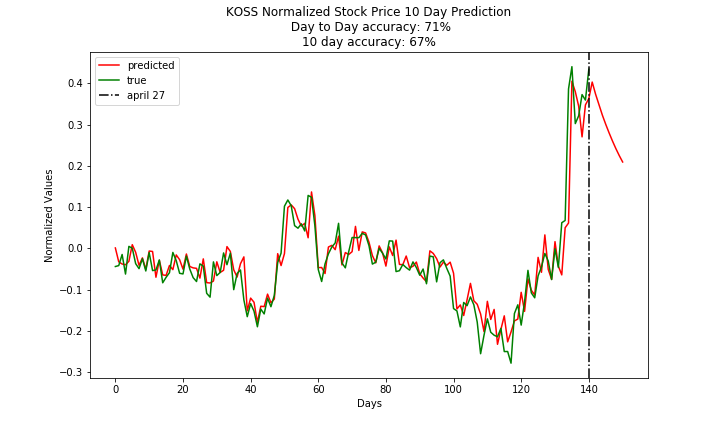 KOSS Normalized Stock Price 10 Day Prediction
Day to Day accuracy: 71%
10 day accuracy: 67%
predicted
true
april 27
Normalized Values
0.4
0.3
0.2
0.1
0.0
−0.1
−0.2
−0.3
0 20 40 60 80 100 120 140
Days